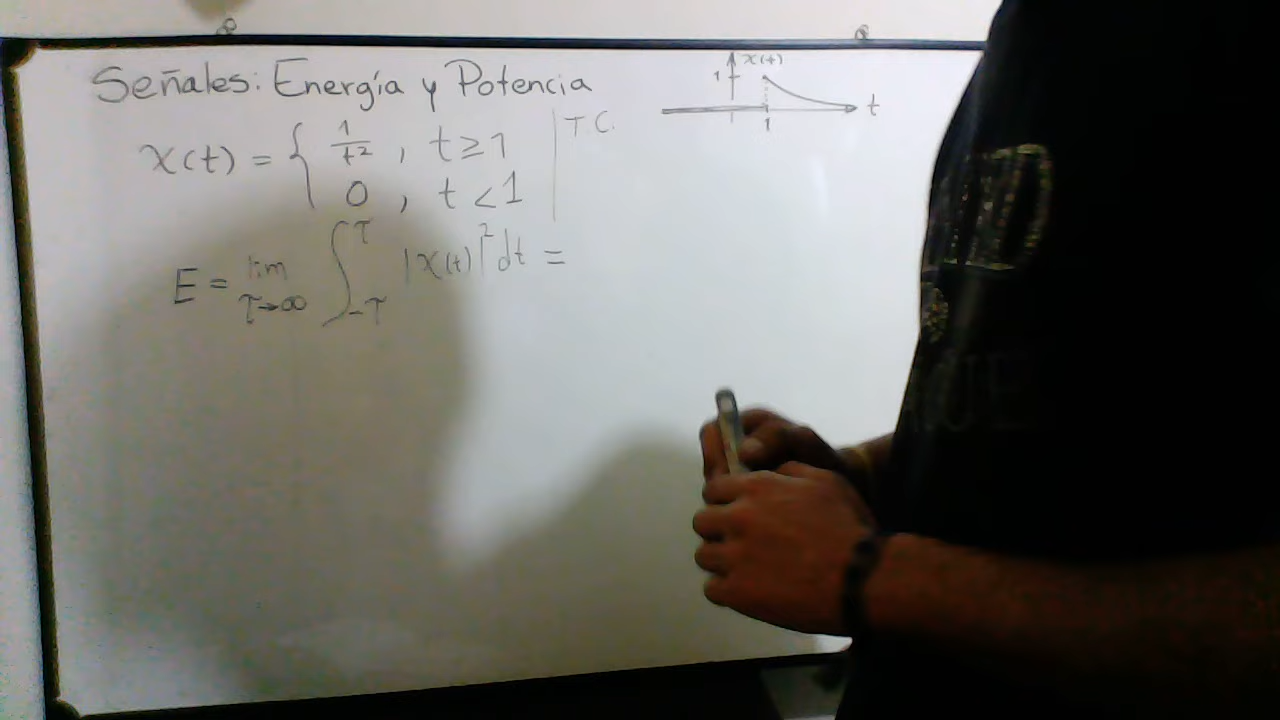 Señales: Energía y Potencia
x(t)
1
t
1
x(t) = { 1/t² , t ≥ 1
0 , t < 1
T C.
E = lim τ→∞ ∫ -τ τ |x(t)|² dt =